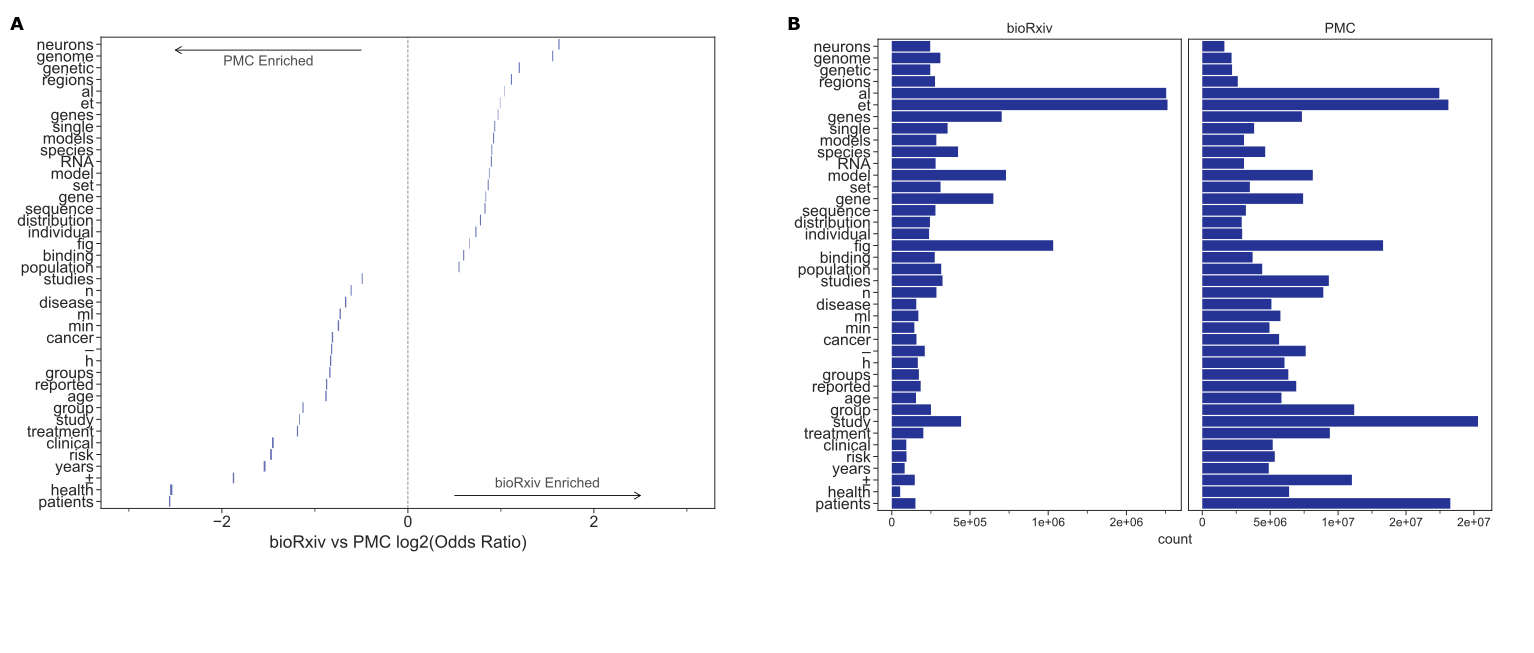 A
neurons
genome
genetic
regions
al
et
genes
single
models
species
RNA
model
set
gene
sequence
distribution
individual
fig
binding
population
studies
n
disease
ml
min
cancer
–
h
groups
reported
age
group
study
treatment
clinical
risk
years
±
health
patients
PMC Enriched
bioRxiv Enriched
−2
0
2
bioRxiv vs PMC log2(Odds Ratio)
B
bioRxiv
PMC
neurons
genome
genetic
regions
al
et
genes
single
models
species
RNA
model
set
gene
sequence
distribution
individual
fig
binding
population
studies
n
disease
ml
min
cancer
–
h
groups
reported
age
group
study
treatment
clinical
risk
years
±
health
patients
0
5e+05
1e+06
2e+06
0
5e+06
1e+07
2e+07
2e+07
count